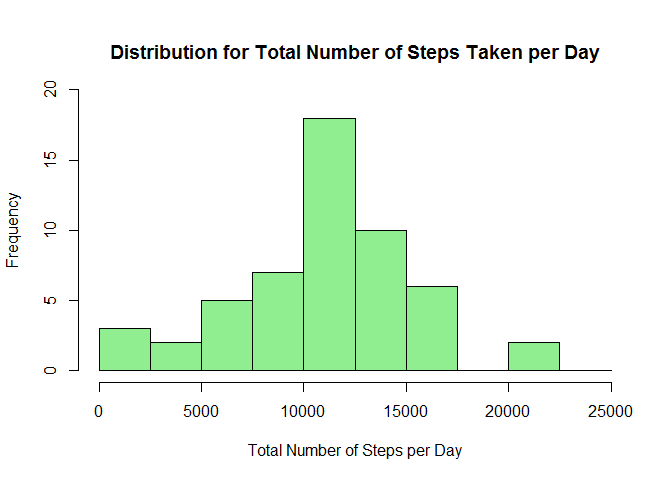 Distribution for Total Number of Steps Taken per Day
Frequency
20
15
10
5
0
0 5000 10000 15000 20000 25000
Total Number of Steps per Day